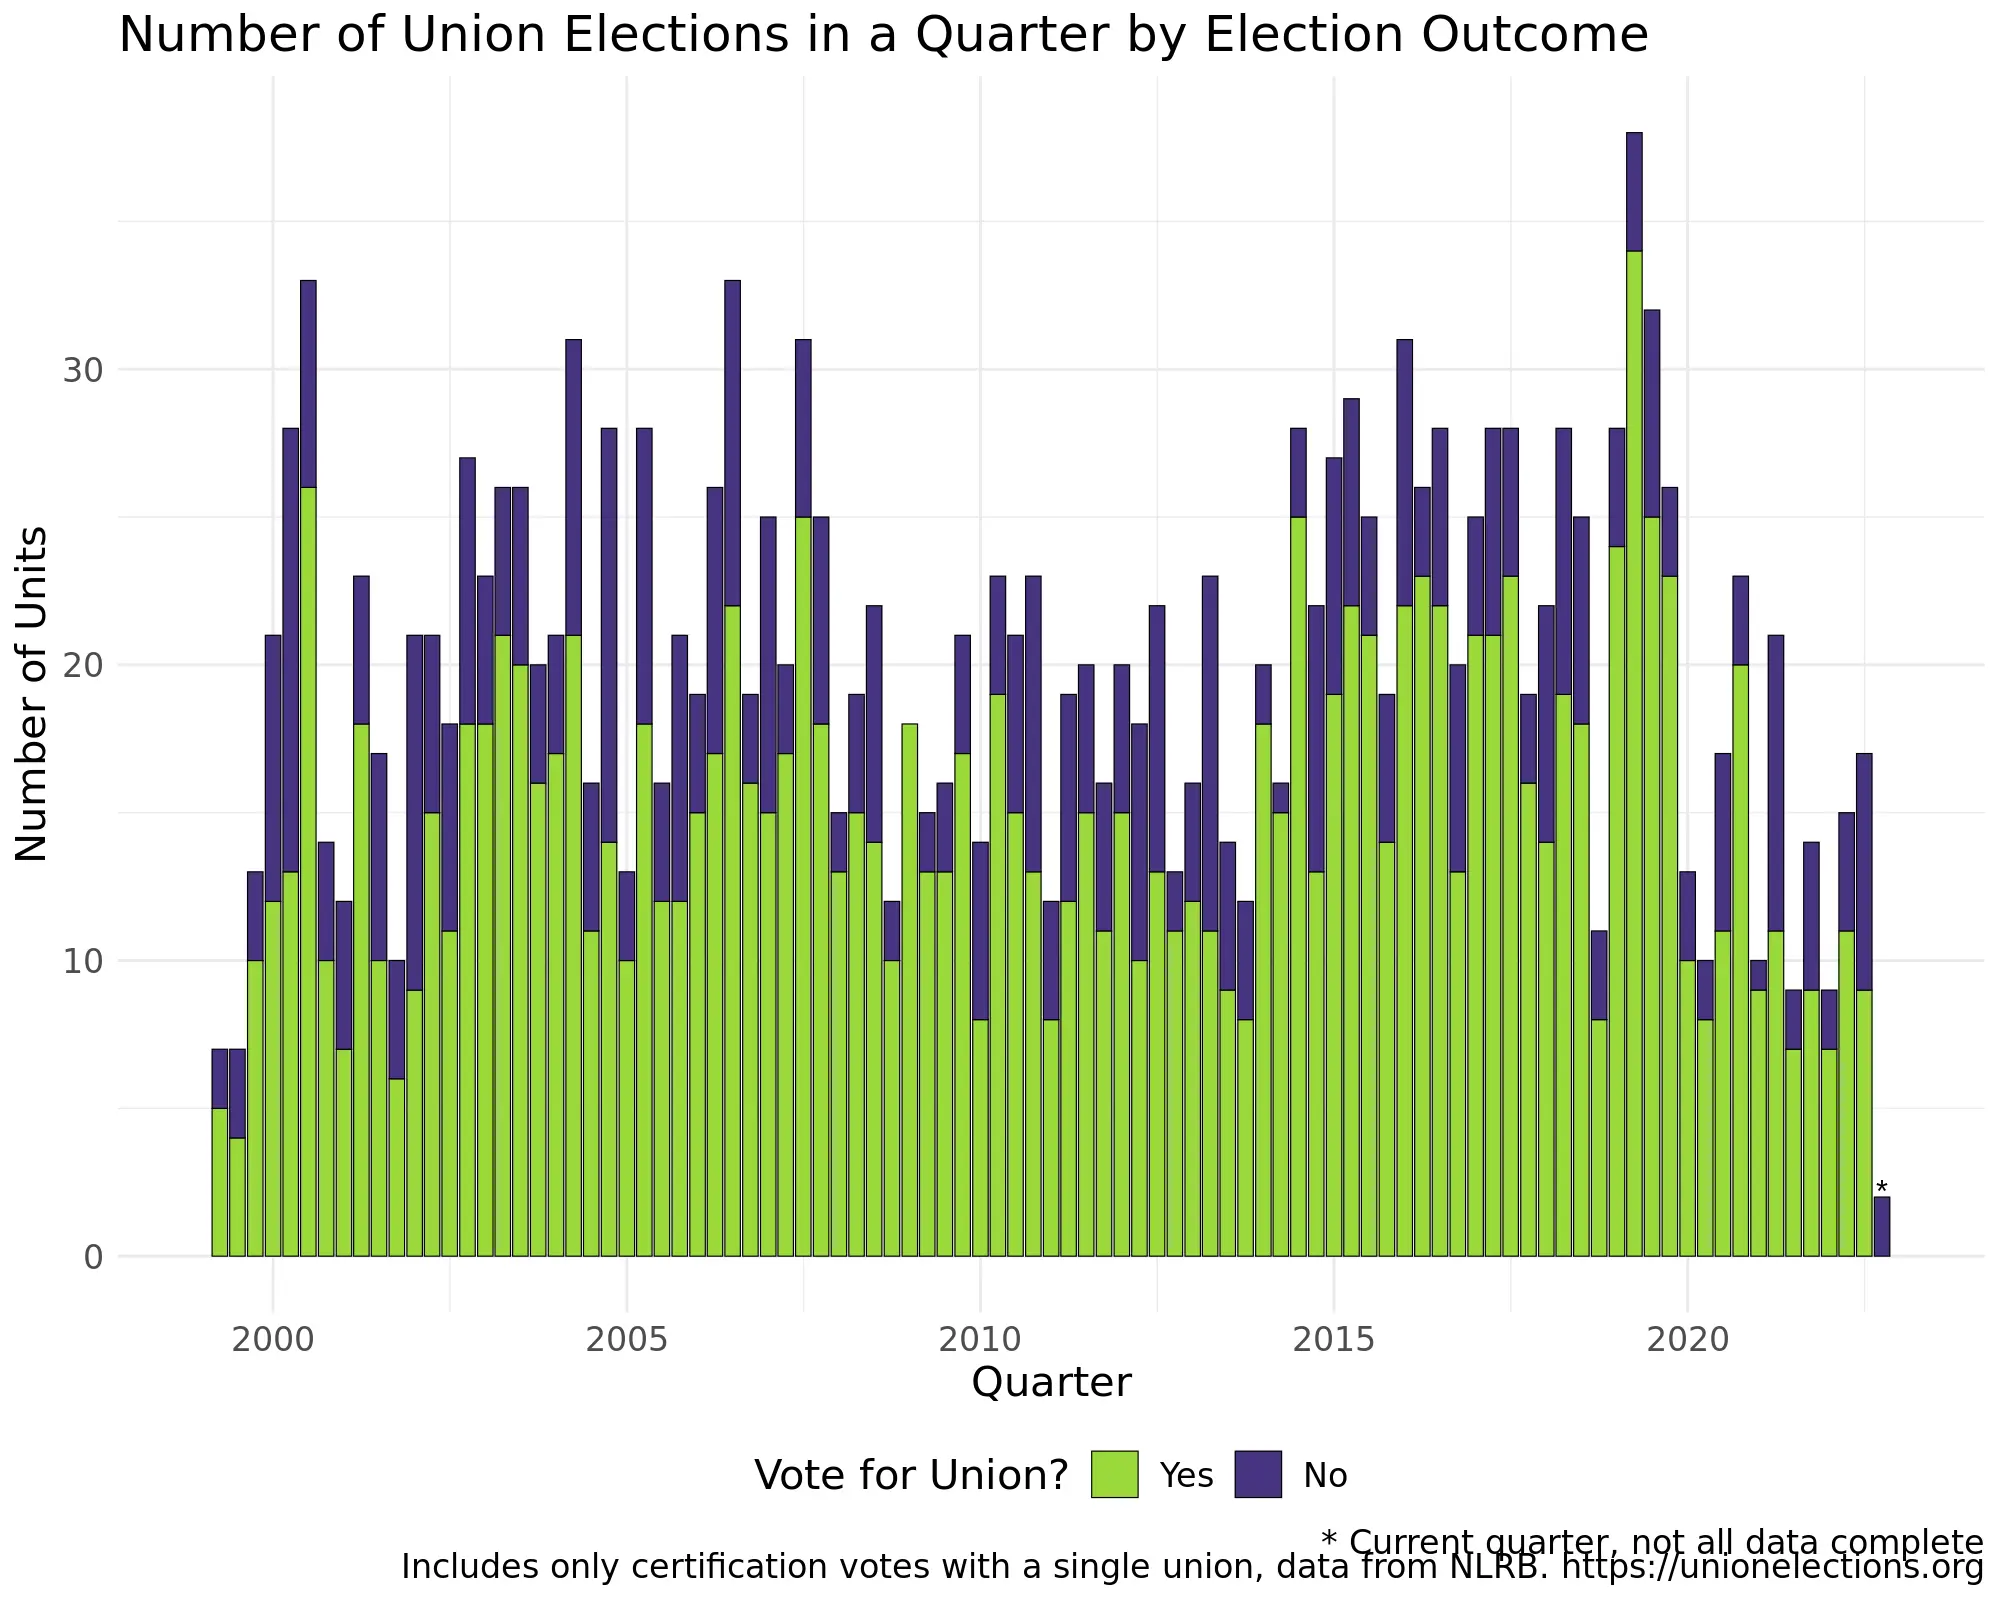 Number of Union Elections in a Quarter by Election Outcome
Number of Units
30
20
10
0
*
2000 2005 2010 2015 2020
Quarter
Vote for Union? Yes No
* Current quarter, not all data complete
Includes only certification votes with a single union, data from NLRB. https://unionelections.org